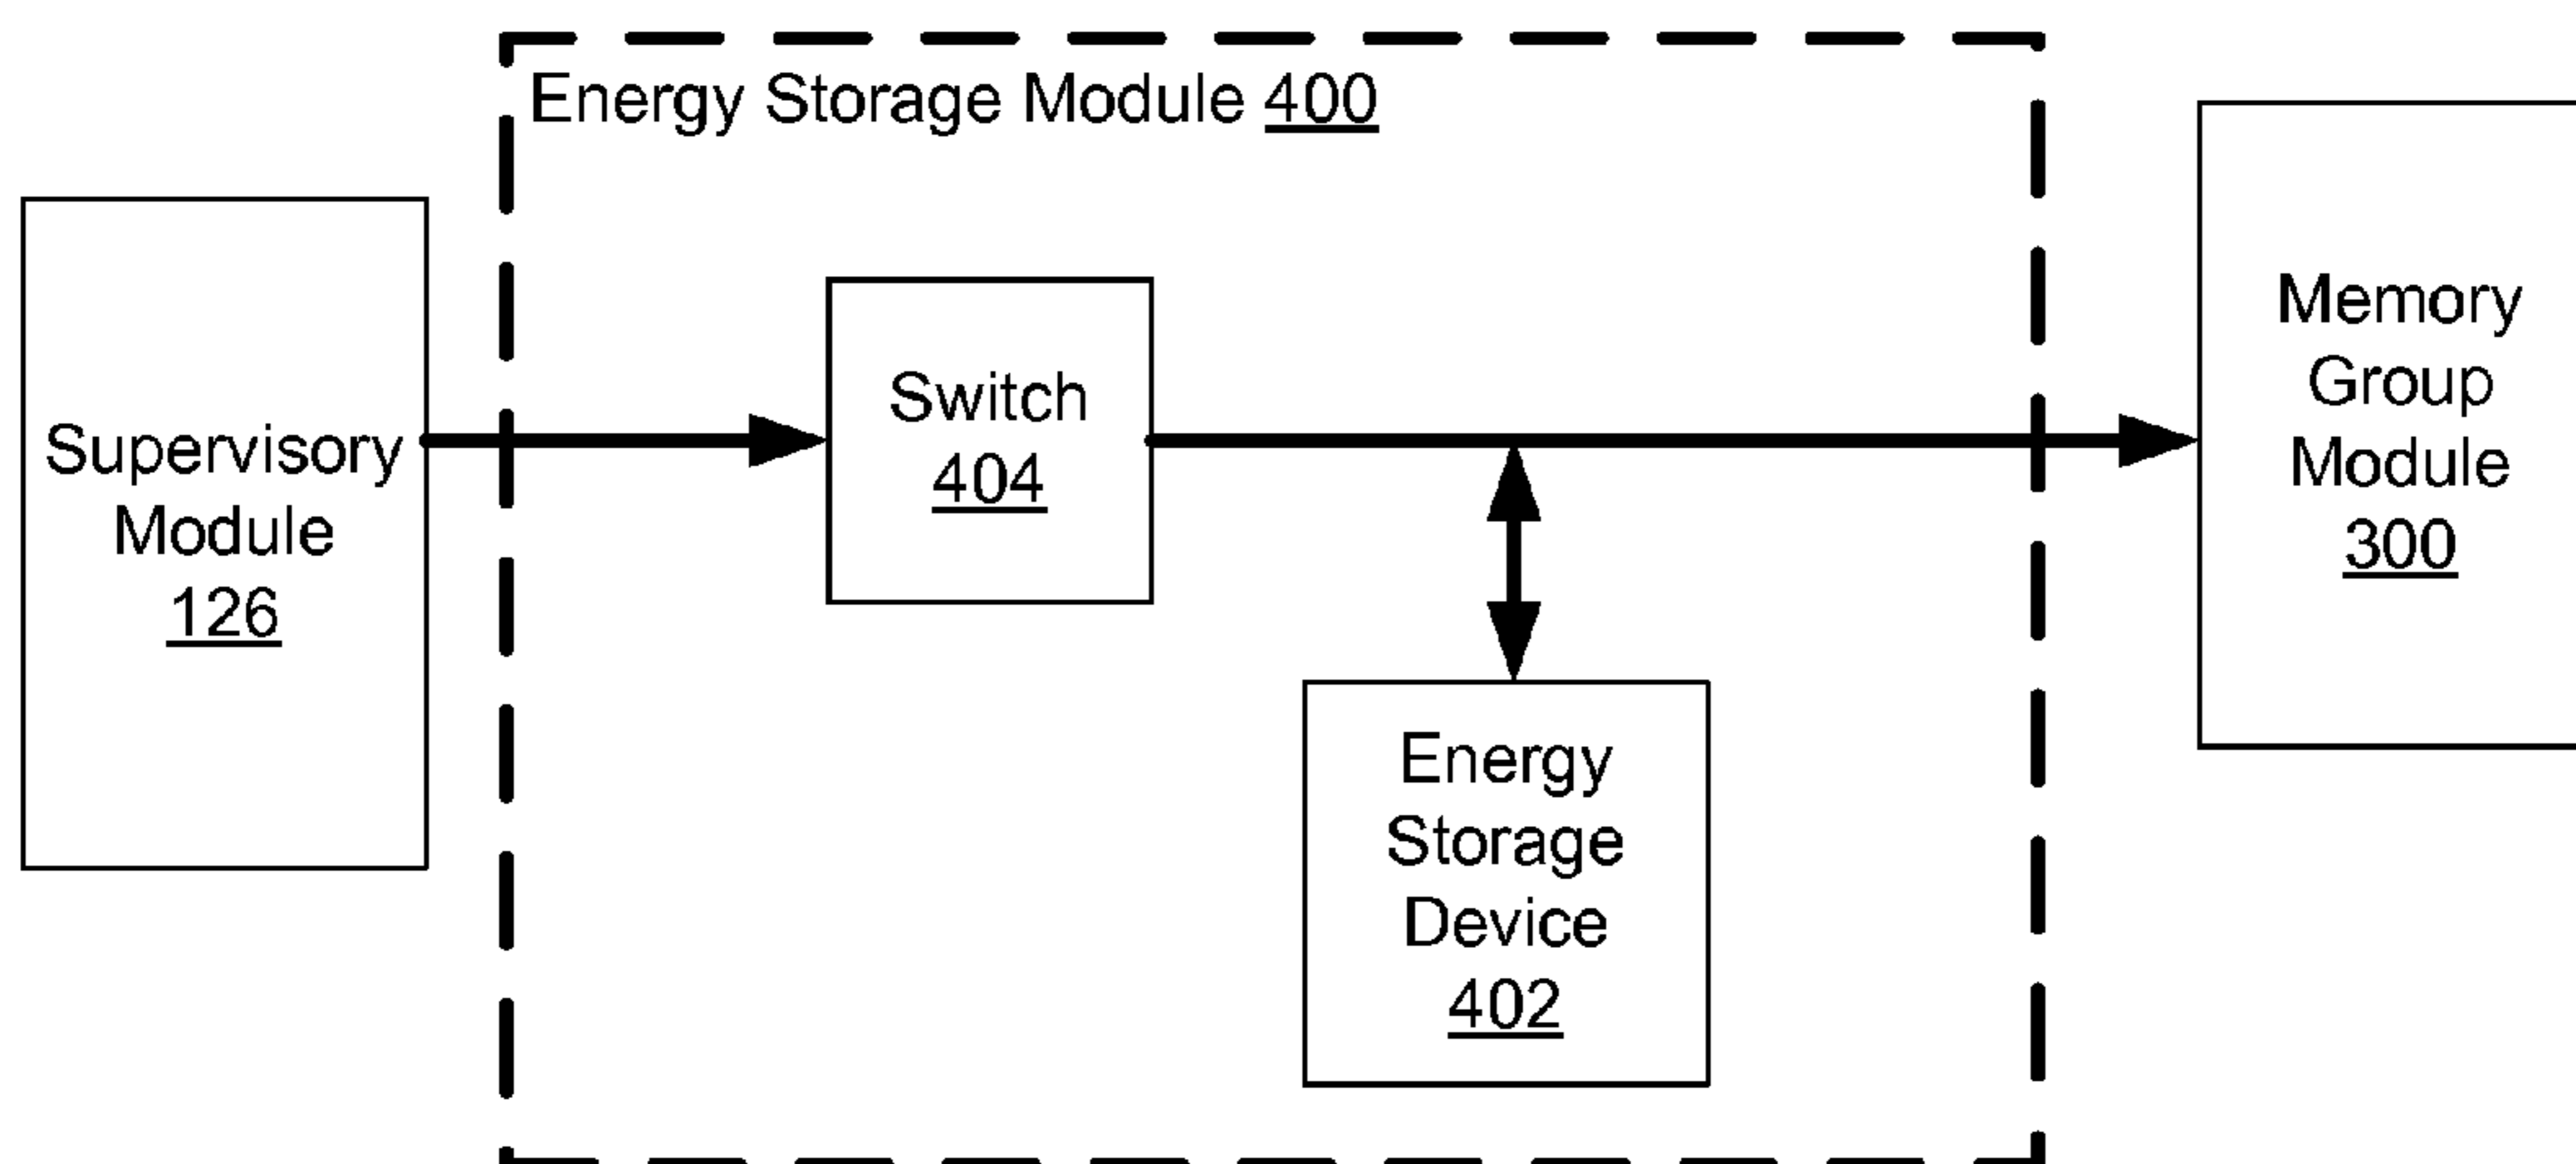 Energy Storage Module 400
Supervisory
Module
126
Switch
404
Energy
Storage
Device
402
Memory
Group
Module
300